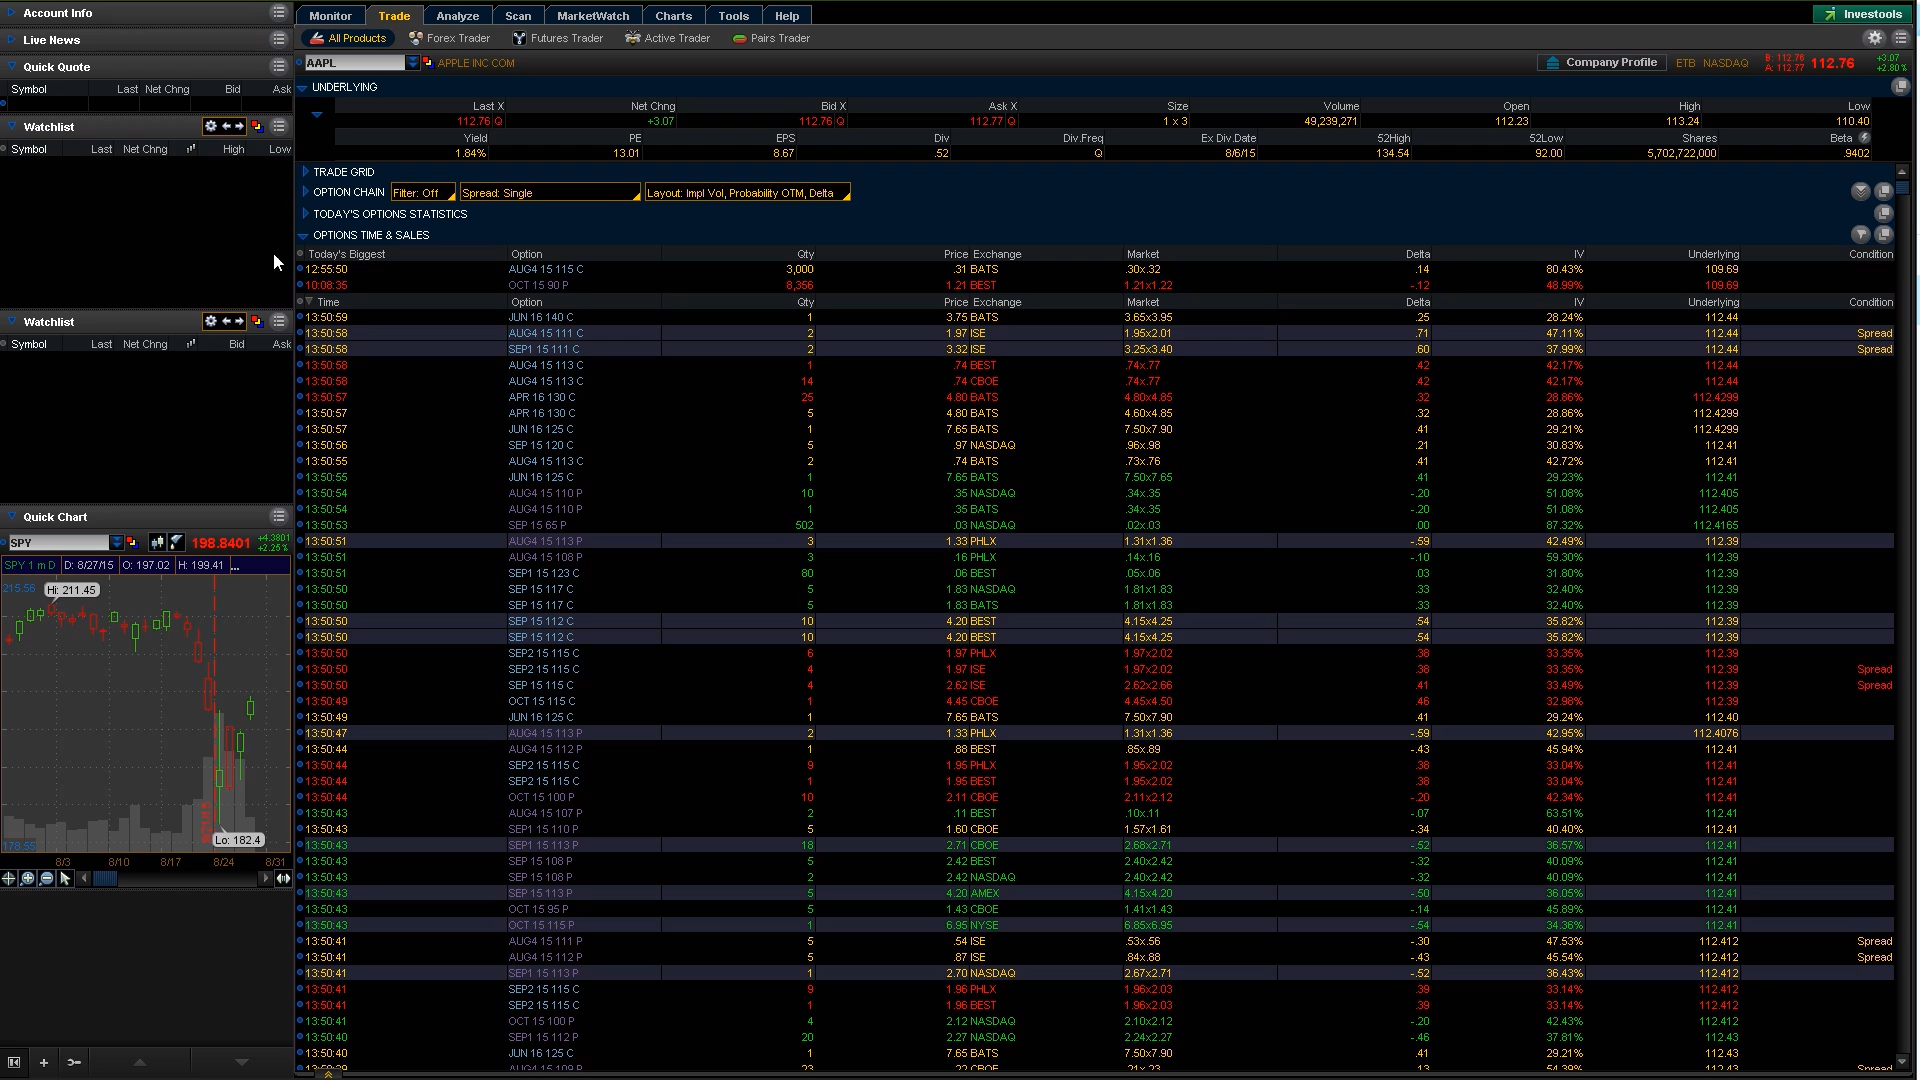 Account Info
Live News
Quick Quote
Symbol Last Net Chng Bid Ask
Watchlist
Symbol Last Net Chng High Low
Watchlist
Symbol Last Net Chng Bid Ask
Quick Chart
SPY 198.8401 +4.3801 +2.25%
SPY 1 m D D: 8/27/15 O: 197.02 H: 199.41 ...
215.56 Hi: 211.45
Lo: 182.4
178.55
8/3 8/10 8/17 8/24 8/31
Monitor Trade Analyze Scan MarketWatch Charts Tools Help Investools
All Products Forex Trader Futures Trader Active Trader Pairs Trader
AAPL APPLE INC COM Company Profile ETB NASDAQ B: 112.76 A: 112.77 112.76 +3.07 +2.80%
UNDERLYING
Last X Net Chng Bid X Ask X Size Volume Open High Low
112.76 Q +3.07 112.76 Q 112.77 Q 1 x 3 49,239,271 112.23 113.24 110.40
Yield PE EPS Div Div.Freq Ex Div.Date 52High 52Low Shares Beta
1.84% 13.01 8.67 .52 Q 8/6/15 134.54 92.00 5,702,722,000 .9402
TRADE GRID
OPTION CHAIN Filter: Off Spread: Single Layout: Impl Vol, Probability OTM, Delta
TODAY'S OPTIONS STATISTICS
OPTIONS TIME & SALES
Today's Biggest Option Qty Price Exchange Market Delta IV Underlying Condition
12:55:50 AUG4 15 115 C 3,000 .31 BATS .30x.32 .14 80.43% 109.69
10:08:35 OCT 15 90 P 8,356 1.21 BEST 1.21x1.22 -.12 48.99% 109.69
Time Option Qty Price Exchange Market Delta IV Underlying Condition
13:50:59 JUN 16 140 C 1 3.75 BATS 3.65x3.95 .25 28.24% 112.44
13:50:58 AUG4 15 111 C 2 1.97 ISE 1.95x2.01 .71 47.11% 112.44 Spread
13:50:58 SEP1 15 111 C 2 3.32 ISE 3.25x3.40 .60 37.99% 112.44 Spread
13:50:58 AUG4 15 113 C 1 .74 BEST .74x.77 .42 42.17% 112.44
13:50:58 AUG4 15 113 C 14 .74 CBOE .74x.77 .42 42.17% 112.44
13:50:57 APR 16 130 C 25 4.80 BATS 4.80x4.85 .32 28.86% 112.4299
13:50:57 APR 16 130 C 5 4.80 BATS 4.60x4.85 .32 28.86% 112.4299
13:50:57 JUN 16 125 C 1 7.65 BATS 7.50x7.90 .41 29.21% 112.4299
13:50:56 SEP 15 120 C 5 .97 NASDAQ .96x.98 .21 30.83% 112.41
13:50:55 AUG4 15 113 C 2 .74 BATS .73x.76 .41 42.72% 112.41
13:50:55 JUN 16 125 C 1 7.65 BATS 7.50x7.65 .41 29.23% 112.41
13:50:54 AUG4 15 110 P 10 .35 NASDAQ .34x.35 -.20 51.08% 112.405
13:50:54 AUG4 15 110 P 1 .35 BATS .34x.35 -.20 51.08% 112.405
13:50:53 SEP 15 65 P 502 .03 NASDAQ .02x.03 .00 87.32% 112.4165
13:50:51 AUG4 15 113 P 3 1.33 PHLX 1.31x1.36 -.59 42.49% 112.39
13:50:51 AUG4 15 108 P 3 .16 PHLX .14x.16 -.10 59.30% 112.39
13:50:51 SEP1 15 123 C 80 .06 BEST .05x.06 .03 31.80% 112.39
13:50:50 SEP 15 117 C 5 1.83 NASDAQ 1.81x1.83 .33 32.40% 112.39
13:50:50 SEP 15 117 C 5 1.83 BATS 1.81x1.83 .33 32.40% 112.39
13:50:50 SEP 15 112 C 10 4.20 BEST 4.15x4.25 .54 35.82% 112.39
13:50:50 SEP 15 112 C 10 4.20 BEST 4.15x4.25 .54 35.82% 112.39
13:50:50 SEP2 15 115 C 6 1.97 PHLX 1.97x2.02 .38 33.35% 112.39
13:50:50 SEP2 15 115 C 4 1.97 ISE 1.97x2.02 .38 33.35% 112.39 Spread
13:50:50 SEP 15 115 C 4 2.62 ISE 2.62x2.66 .41 33.49% 112.39 Spread
13:50:49 OCT 15 115 C 1 4.45 CBOE 4.45x4.50 .46 32.98% 112.39
13:50:49 JUN 16 125 C 1 7.65 BATS 7.50x7.90 .41 29.24% 112.40
13:50:47 AUG4 15 113 P 2 1.33 PHLX 1.31x1.36 -.59 42.95% 112.4076
13:50:44 AUG4 15 112 P 1 .88 BEST .85x.89 -.43 45.94% 112.41
13:50:44 SEP2 15 115 C 9 1.95 PHLX 1.95x2.02 .38 33.04% 112.41
13:50:44 SEP2 15 115 C 1 1.95 BEST 1.95x2.02 .38 33.04% 112.41
13:50:44 OCT 15 100 P 10 2.11 CBOE 2.11x2.12 -.20 42.34% 112.41
13:50:43 AUG4 15 107 P 2 .11 BEST .10x.11 -.07 63.51% 112.41
13:50:43 SEP1 15 110 P 5 1.60 CBOE 1.57x1.61 -.34 40.40% 112.41
13:50:43 SEP1 15 113 P 18 2.71 CBOE 2.68x2.71 -.52 36.57% 112.41
13:50:43 SEP 15 108 P 5 2.42 BEST 2.40x2.42 -.32 40.09% 112.41
13:50:43 SEP 15 108 P 2 2.42 NASDAQ 2.40x2.42 -.32 40.09% 112.41
13:50:43 SEP 15 113 P 5 4.20 AMEX 4.15x4.20 -.50 36.05% 112.41
13:50:43 OCT 15 95 P 5 1.43 CBOE 1.41x1.43 -.14 45.89% 112.41
13:50:43 OCT 15 115 P 1 6.95 NYSE 6.85x6.95 -.54 34.36% 112.41
13:50:41 AUG4 15 111 P 5 .54 ISE .53x.56 -.30 47.53% 112.412 Spread
13:50:41 AUG4 15 112 P 5 .87 ISE .84x.88 -.43 45.54% 112.412 Spread
13:50:41 SEP1 15 113 P 1 2.70 NASDAQ 2.67x2.71 -.52 36.43% 112.412
13:50:41 SEP2 15 115 C 9 1.96 PHLX 1.96x2.03 .39 33.14% 112.412
13:50:41 SEP2 15 115 C 1 1.96 BEST 1.96x2.03 .39 33.14% 112.412
13:50:41 OCT 15 100 P 4 2.12 NASDAQ 2.10x2.12 -.20 42.43% 112.412
13:50:40 SEP1 15 112 P 20 2.27 NASDAQ 2.24x2.27 -.46 37.81% 112.43
13:50:40 JUN 16 125 C 1 7.65 BATS 7.50x7.90 .41 29.21% 112.43